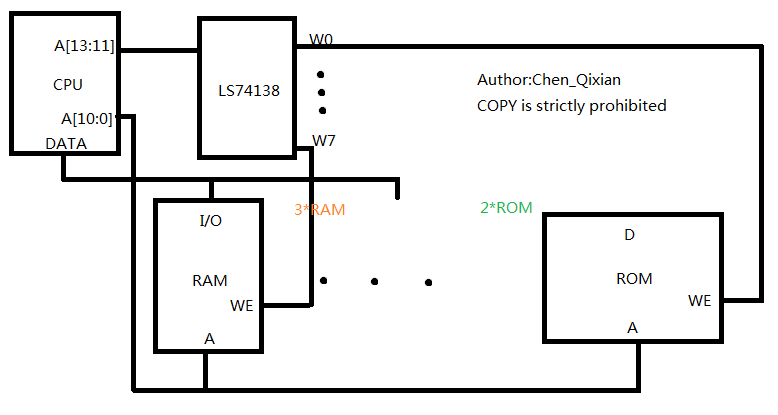 A[13:11]
CPU
A[10:0]
DATA
LS74138
W0
W7
Author:Chen_Qixian
COPY is strictly prohibited
3*RAM
2*ROM
I/O
RAM
WE
A
D
ROM
WE
A